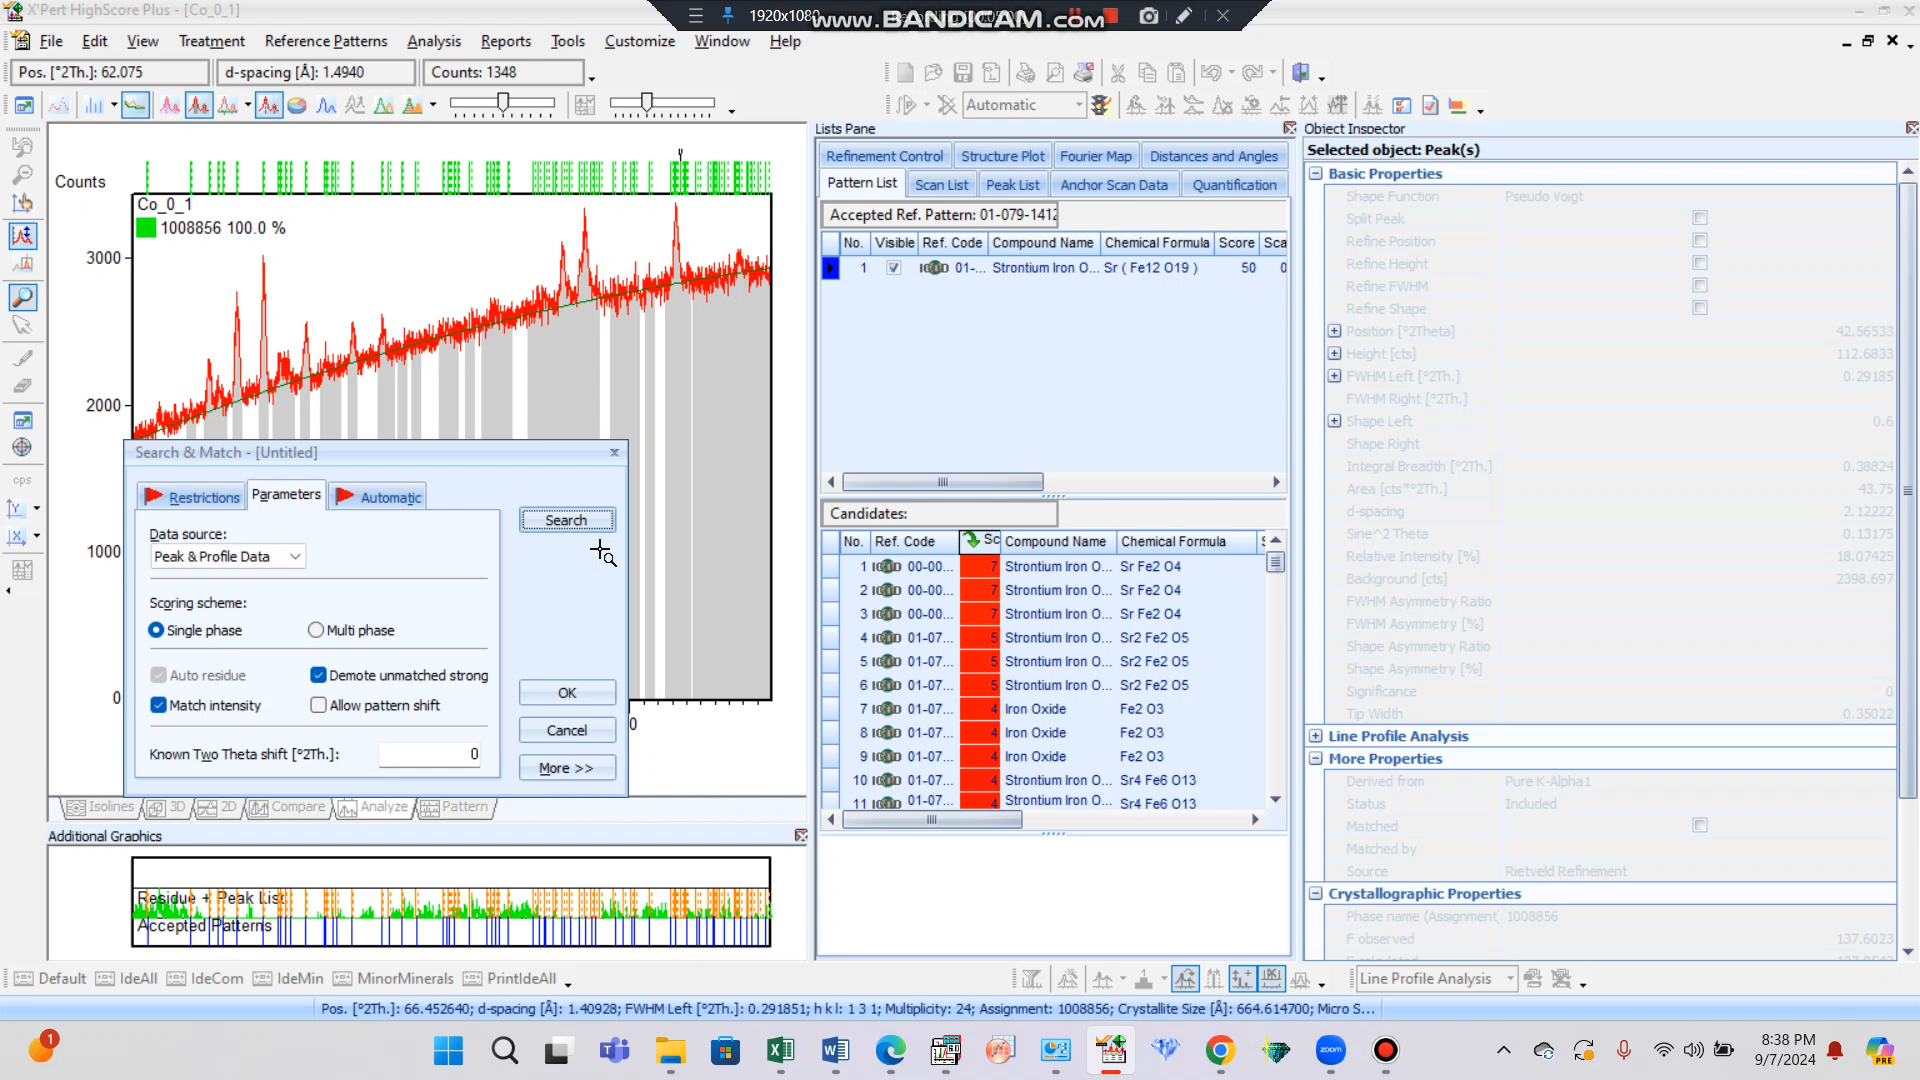 X'Pert HighScore Plus - [Co_0_1]
1920x1080
www.BANDICAM.com
File Edit View Treatment Reference Patterns Analysis Reports Tools Customize Window Help
Pos. [°2Th.]: 62.075 d-spacing [Å]: 1.4940 Counts: 1348
Automatic
Lists Pane
Object Inspector
Refinement Control Structure Plot Fourier Map Distances and Angles
Selected object: Peak(s)
Pattern List Scan List Peak List Anchor Scan Data Quantification
Accepted Ref. Pattern: 01-079-1412
No. Visible Ref. Code Compound Name Chemical Formula Score Sca
1 01-... Strontium Iron O... Sr ( Fe12 O19 ) 50 0
Counts
Co_0_1
1008856 100.0 %
3000
2000
1000
0
Search & Match - [Untitled]
Restrictions Parameters Automatic
Search
Data source:
Peak & Profile Data
Scoring scheme:
Single phase Multi phase
Auto residue Demote unmatched strong
Match intensity Allow pattern shift
Known Two Theta shift [°2Th.]: 0
OK
Cancel
More >>
0
Isolines 3D 2D Compare Analyze Pattern
Additional Graphics
Residue + Peak List
Accepted Patterns
Candidates:
No. Ref. Code Sc Compound Name Chemical Formula S
1 00-00... 7 Strontium Iron O... Sr Fe2 O4
2 00-00... 7 Strontium Iron O... Sr Fe2 O4
3 00-00... 7 Strontium Iron O... Sr Fe2 O4
4 01-07... 5 Strontium Iron O... Sr2 Fe2 O5
5 01-07... 5 Strontium Iron O... Sr2 Fe2 O5
6 01-07... 5 Strontium Iron O... Sr2 Fe2 O5
7 01-07... 4 Iron Oxide Fe2 O3
8 01-07... 4 Iron Oxide Fe2 O3
9 01-07... 4 Iron Oxide Fe2 O3
10 01-07... 4 Strontium Iron O... Sr4 Fe6 O13
11 01-07... 4 Strontium Iron O... Sr4 Fe6 O13
Basic Properties
Shape Function Pseudo Voigt
Split Peak
Refine Position
Refine Height
Refine FWHM
Refine Shape
Position [°2Theta] 42.56533
Height [cts] 112.6833
FWHM Left [°2Th.] 0.29185
FWHM Right [°2Th.]
Shape Left 0.6
Shape Right
Integral Breadth [°2Th.] 0.38824
Area [cts*°2Th.] 43.75
d-spacing 2.12222
Sine^2 Theta 0.13175
Relative Intensity [%] 18.07425
Background [cts] 2398.697
FWHM Asymmetry Ratio
FWHM Asymmetry [%]
Shape Asymmetry Ratio
Shape Asymmetry [%]
Significance 0
Tip Width 0.35022
Line Profile Analysis
More Properties
Derived from Pure K-Alpha1
Status Included
Matched
Matched by
Source Rietveld Refinement
Crystallographic Properties
Phase name (Assignment) 1008856
F observed 137.6023
Default IdeAll IdeCom IdeMin MinorMinerals PrintIdeAll
Line Profile Analysis
Pos. [°2Th.]: 66.452640; d-spacing [Å]: 1.40928; FWHM Left [°2Th.]: 0.291851; h k l: 1 3 1; Multiplicity: 24; Assignment: 1008856; Crystallite Size [Å]: 664.614700; Micro S...
1
zoom
8:38 PM
9/7/2024
PRE